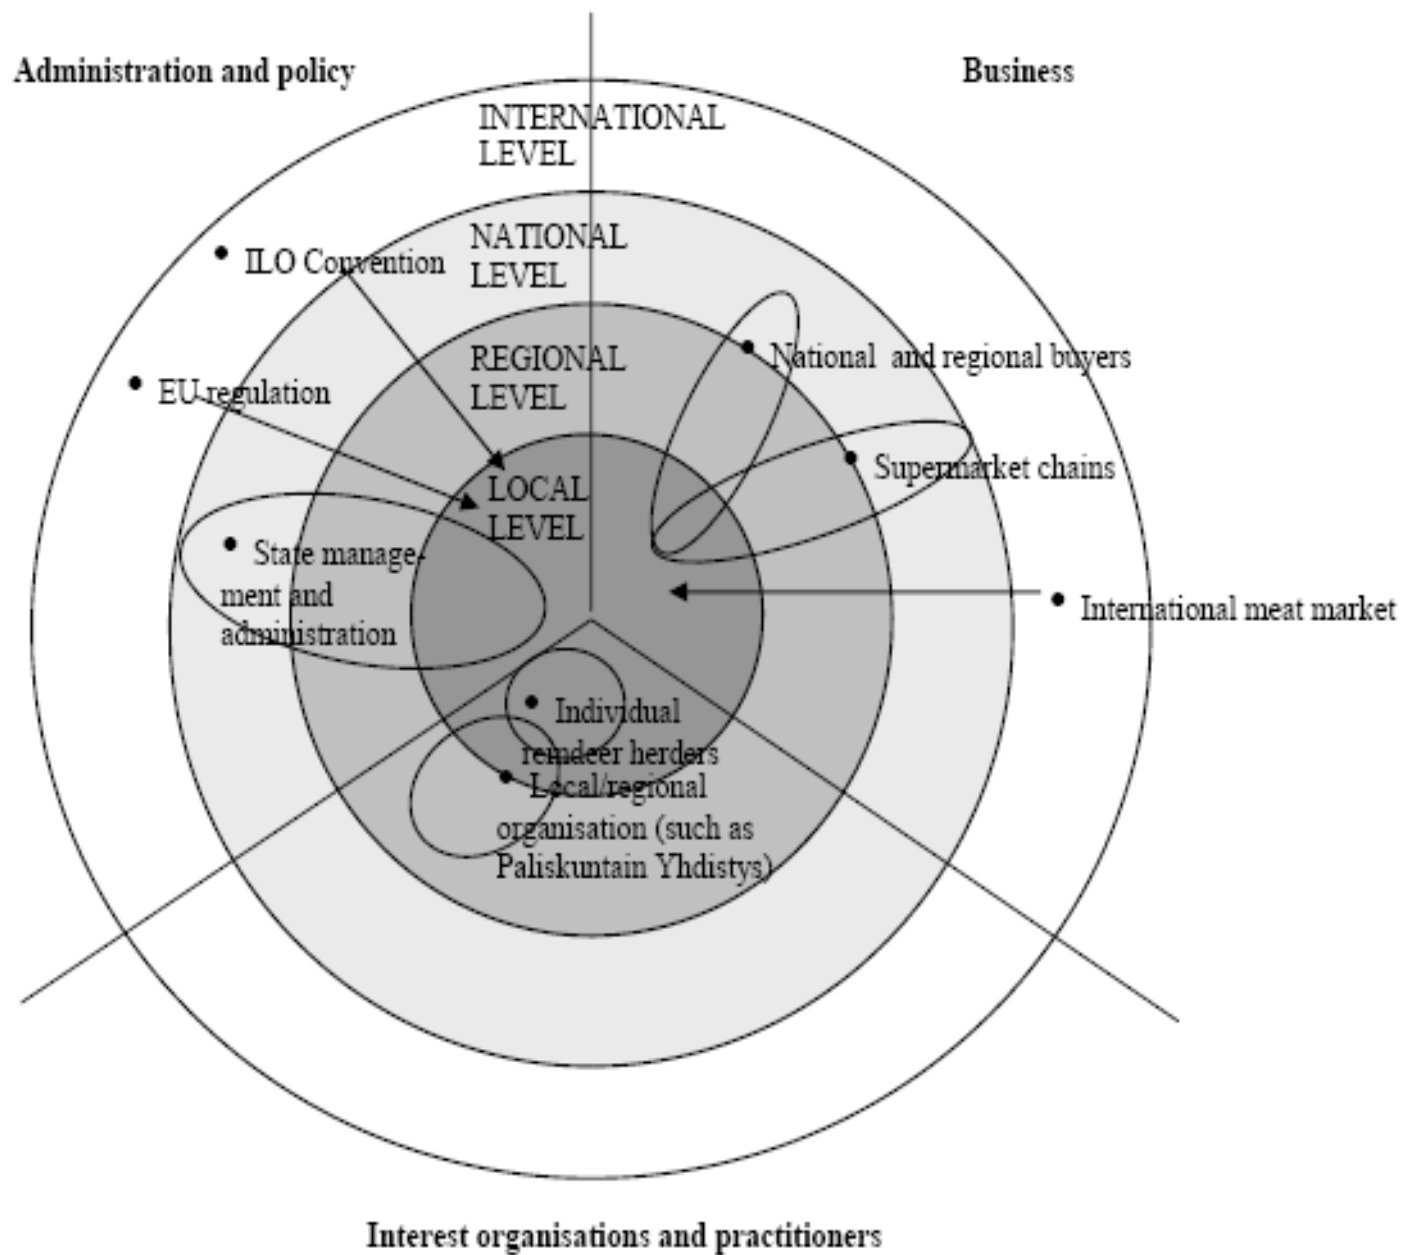 Administration and policy
Business
INTERNATIONAL
LEVEL
NATIONAL
LEVEL
ILO Convention
REGIONAL
LEVEL
National and regional buyers
EU regulation
Supermarket chains
LOCAL
LEVEL
State manage-
ment and
administration
International meat market
Individual
reindeer herders
Local/regional
organisation (such as
Paliskuntain Yhdistys)
Interest organisations and practitioners